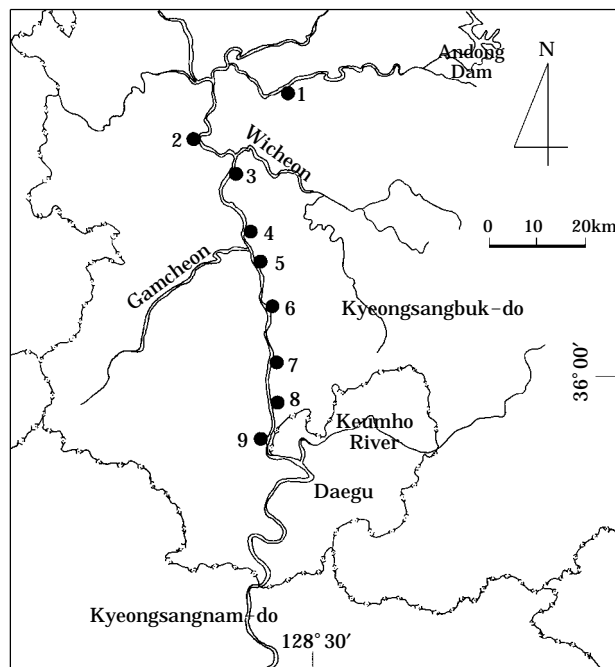 Andong
Dam
N
1
2
Wicheon
3
0 10 20km
4
Gamcheon
5
6
Kyeongsangbuk-do
7
36°00′
8
Keumho
River
9
Daegu
Kyeongsangnam-do
128°30′